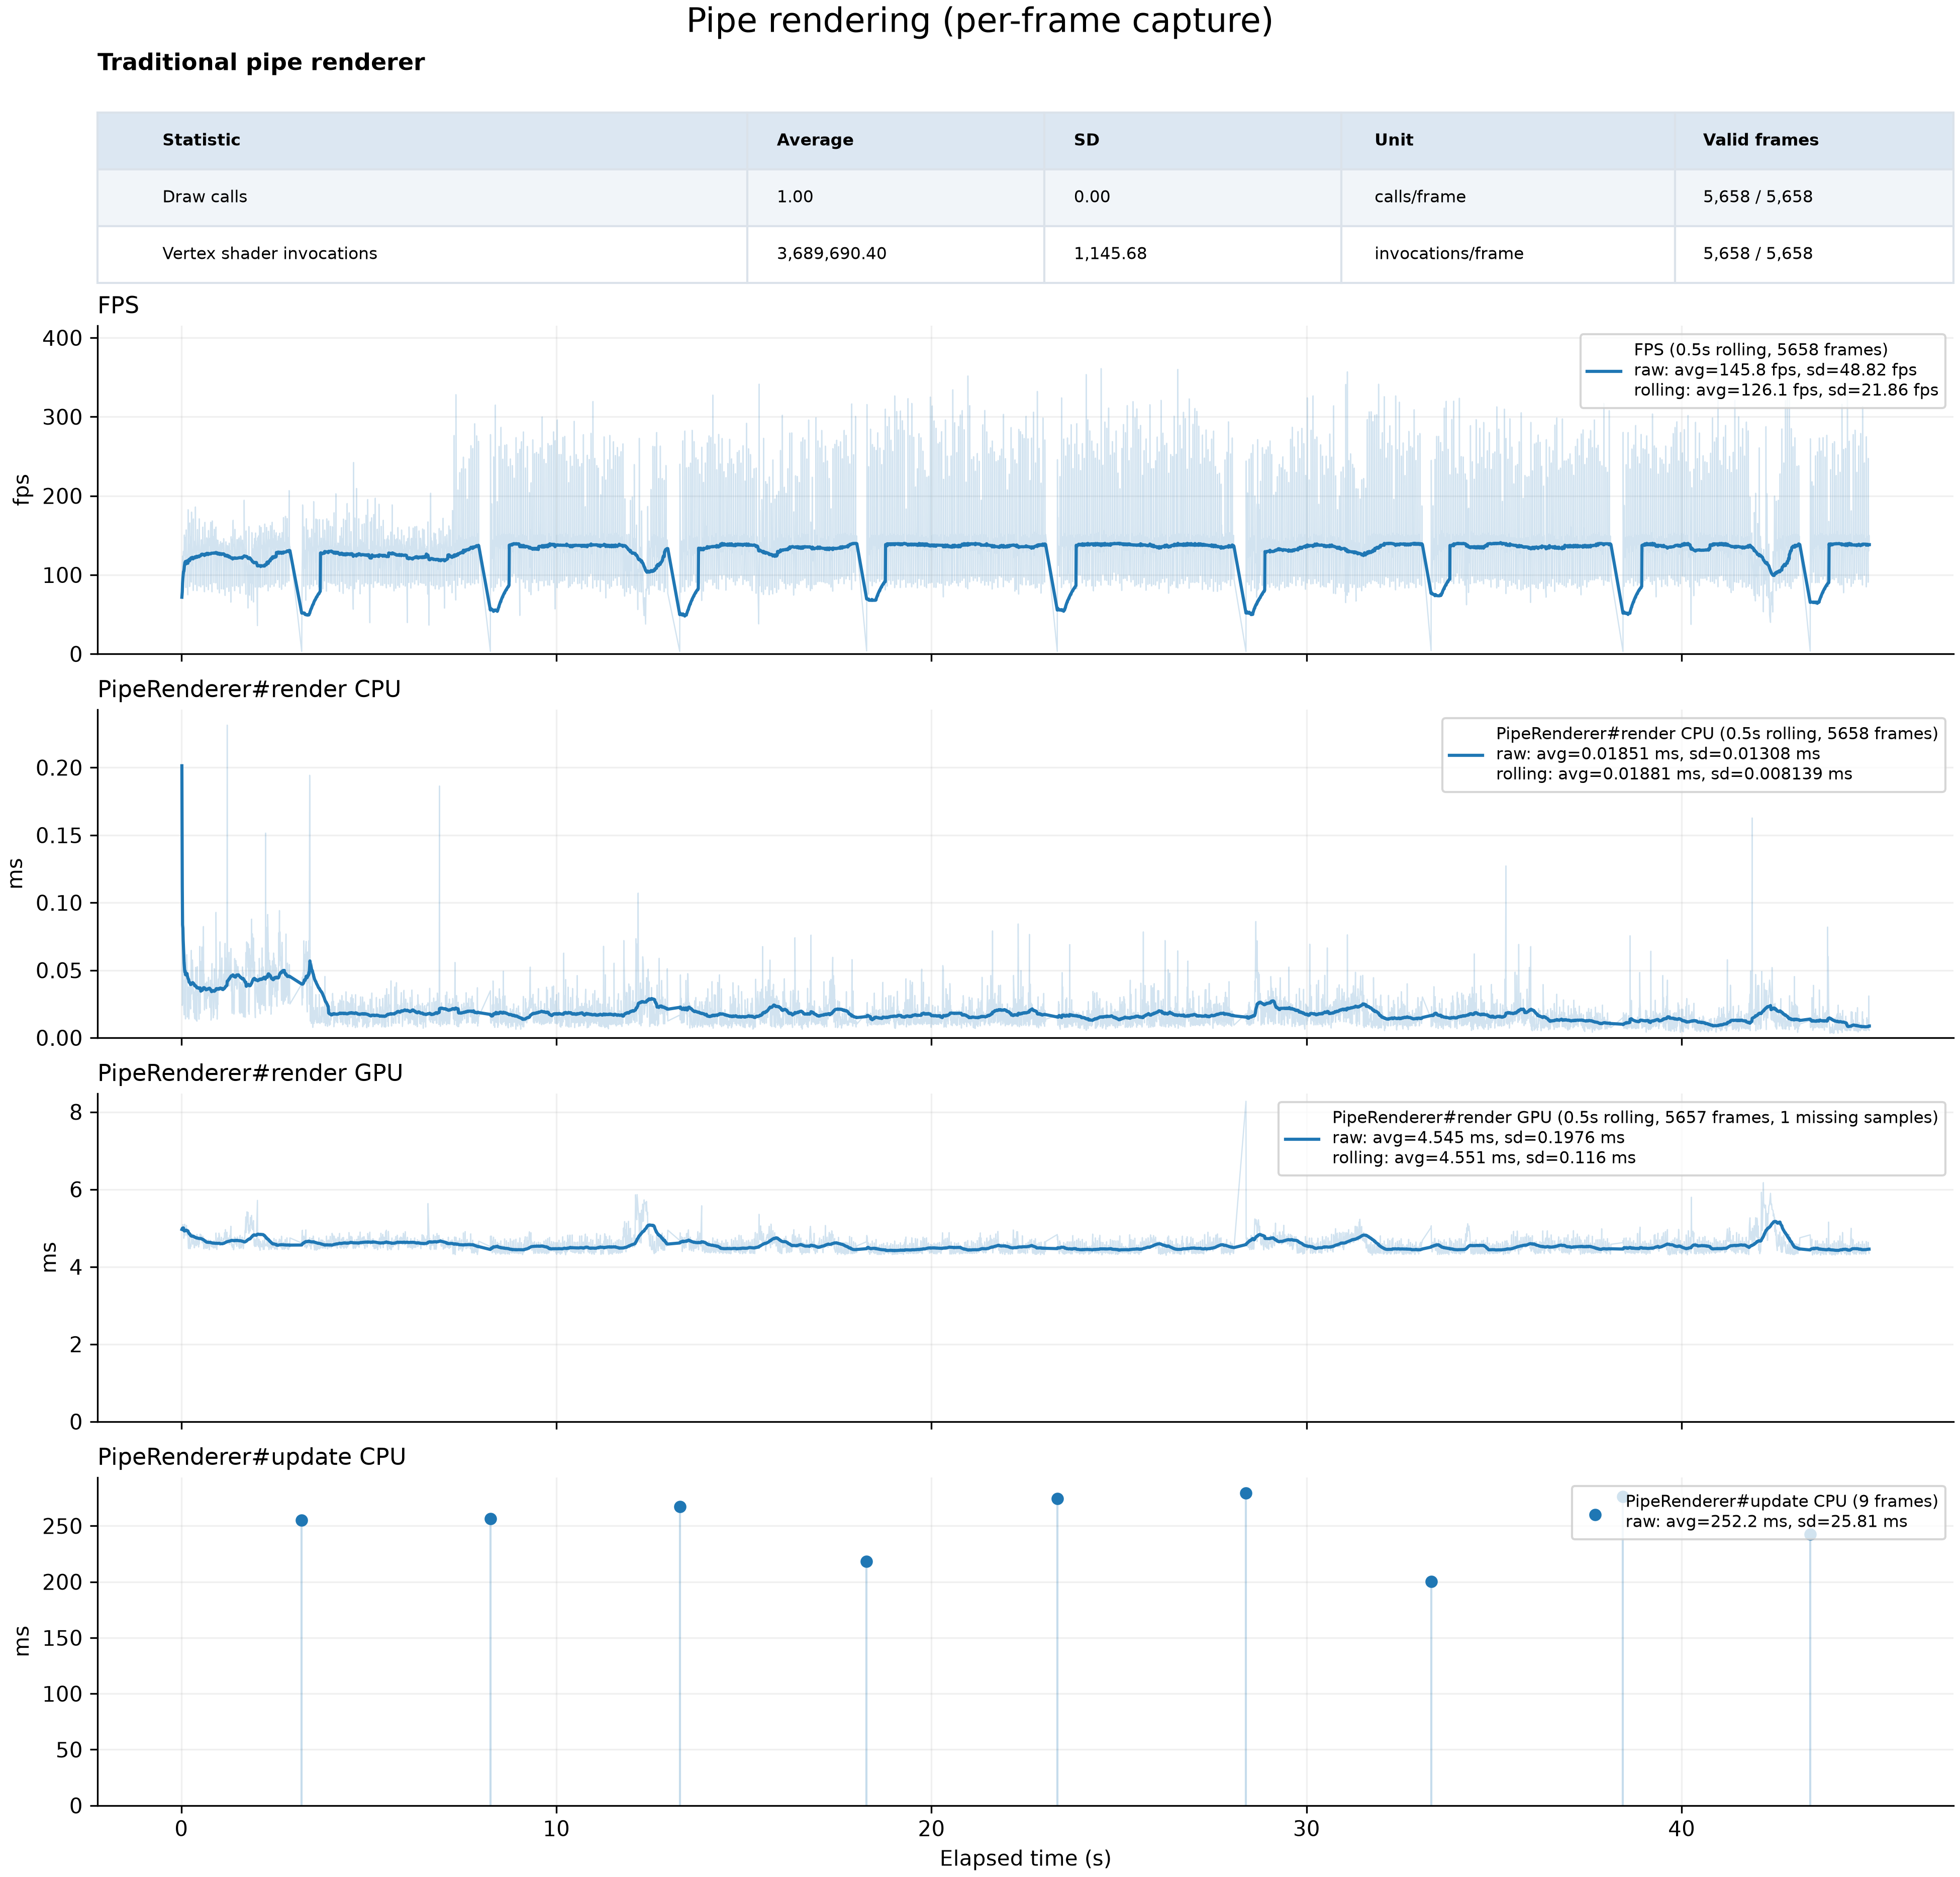 Pipe rendering (per-frame capture)
Traditional pipe renderer
Statistic Average SD Unit Valid frames
Draw calls 1.00 0.00 calls/frame 5,658 / 5,658
Vertex shader invocations 3,689,690.40 1,145.68 invocations/frame 5,658 / 5,658
FPS
400
300
200
100
0
fps
FPS (0.5s rolling, 5658 frames)
raw: avg=145.8 fps, sd=48.82 fps
rolling: avg=126.1 fps, sd=21.86 fps
PipeRenderer#render CPU
0.20
0.15
0.10
0.05
0.00
ms
PipeRenderer#render CPU (0.5s rolling, 5658 frames)
raw: avg=0.01851 ms, sd=0.01308 ms
rolling: avg=0.01881 ms, sd=0.008139 ms
PipeRenderer#render GPU
8
6
4
2
0
ms
PipeRenderer#render GPU (0.5s rolling, 5657 frames, 1 missing samples)
raw: avg=4.545 ms, sd=0.1976 ms
rolling: avg=4.551 ms, sd=0.116 ms
PipeRenderer#update CPU
250
200
150
100
50
0
ms
PipeRenderer#update CPU (9 frames)
raw: avg=252.2 ms, sd=25.81 ms
0 10 20 30 40
Elapsed time (s)